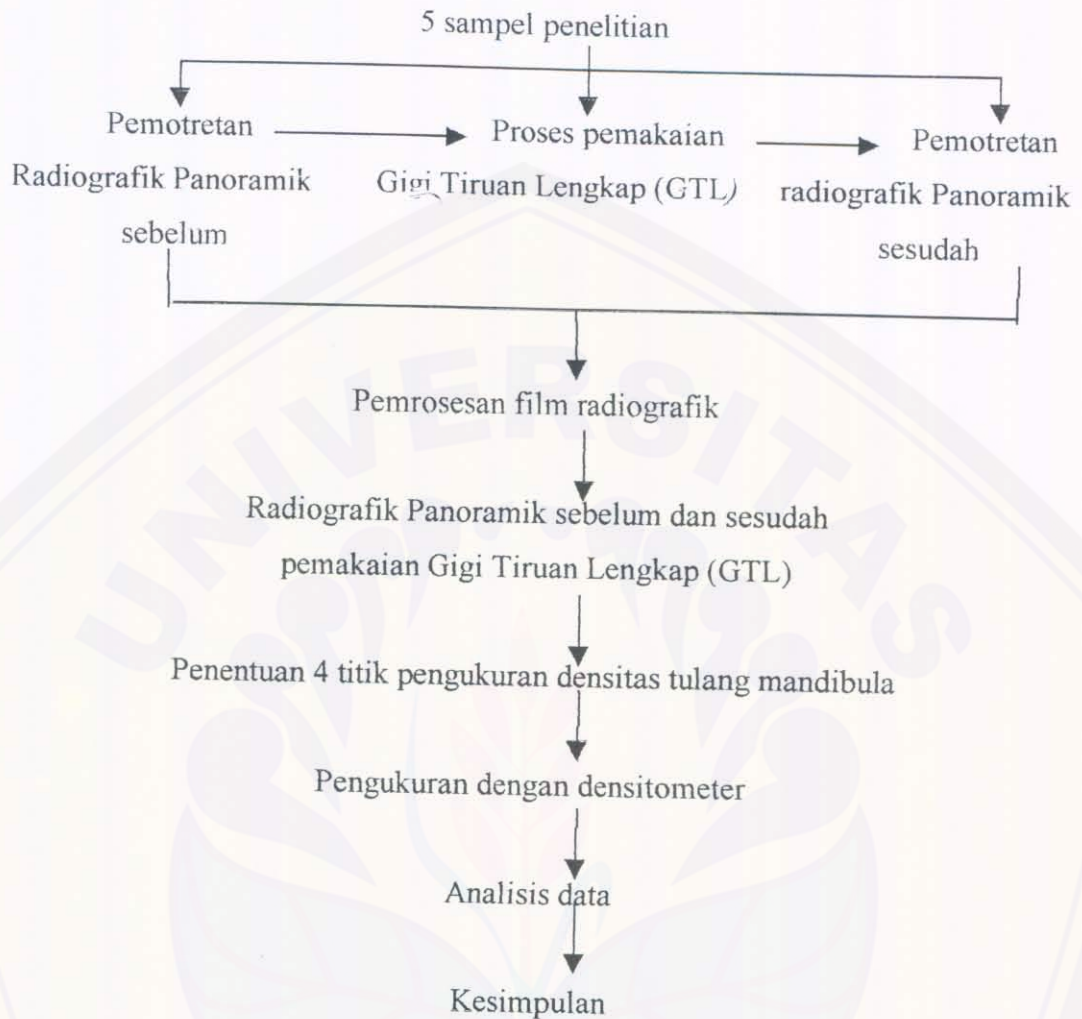 5 sampel penelitian
Pemotretan
Radiografik Panoramik
sebelum
Proses pemakaian
Gigi Tiruan Lengkap (GTL)
Pemotretan
radiografik Panoramik
sesudah
Pemrosesan film radiografik
Radiografik Panoramik sebelum dan sesudah
pemakaian Gigi Tiruan Lengkap (GTL)
Penentuan 4 titik pengukuran densitas tulang mandibula
Pengukuran dengan densitometer
Analisis data
Kesimpulan
UNIVERSITAS